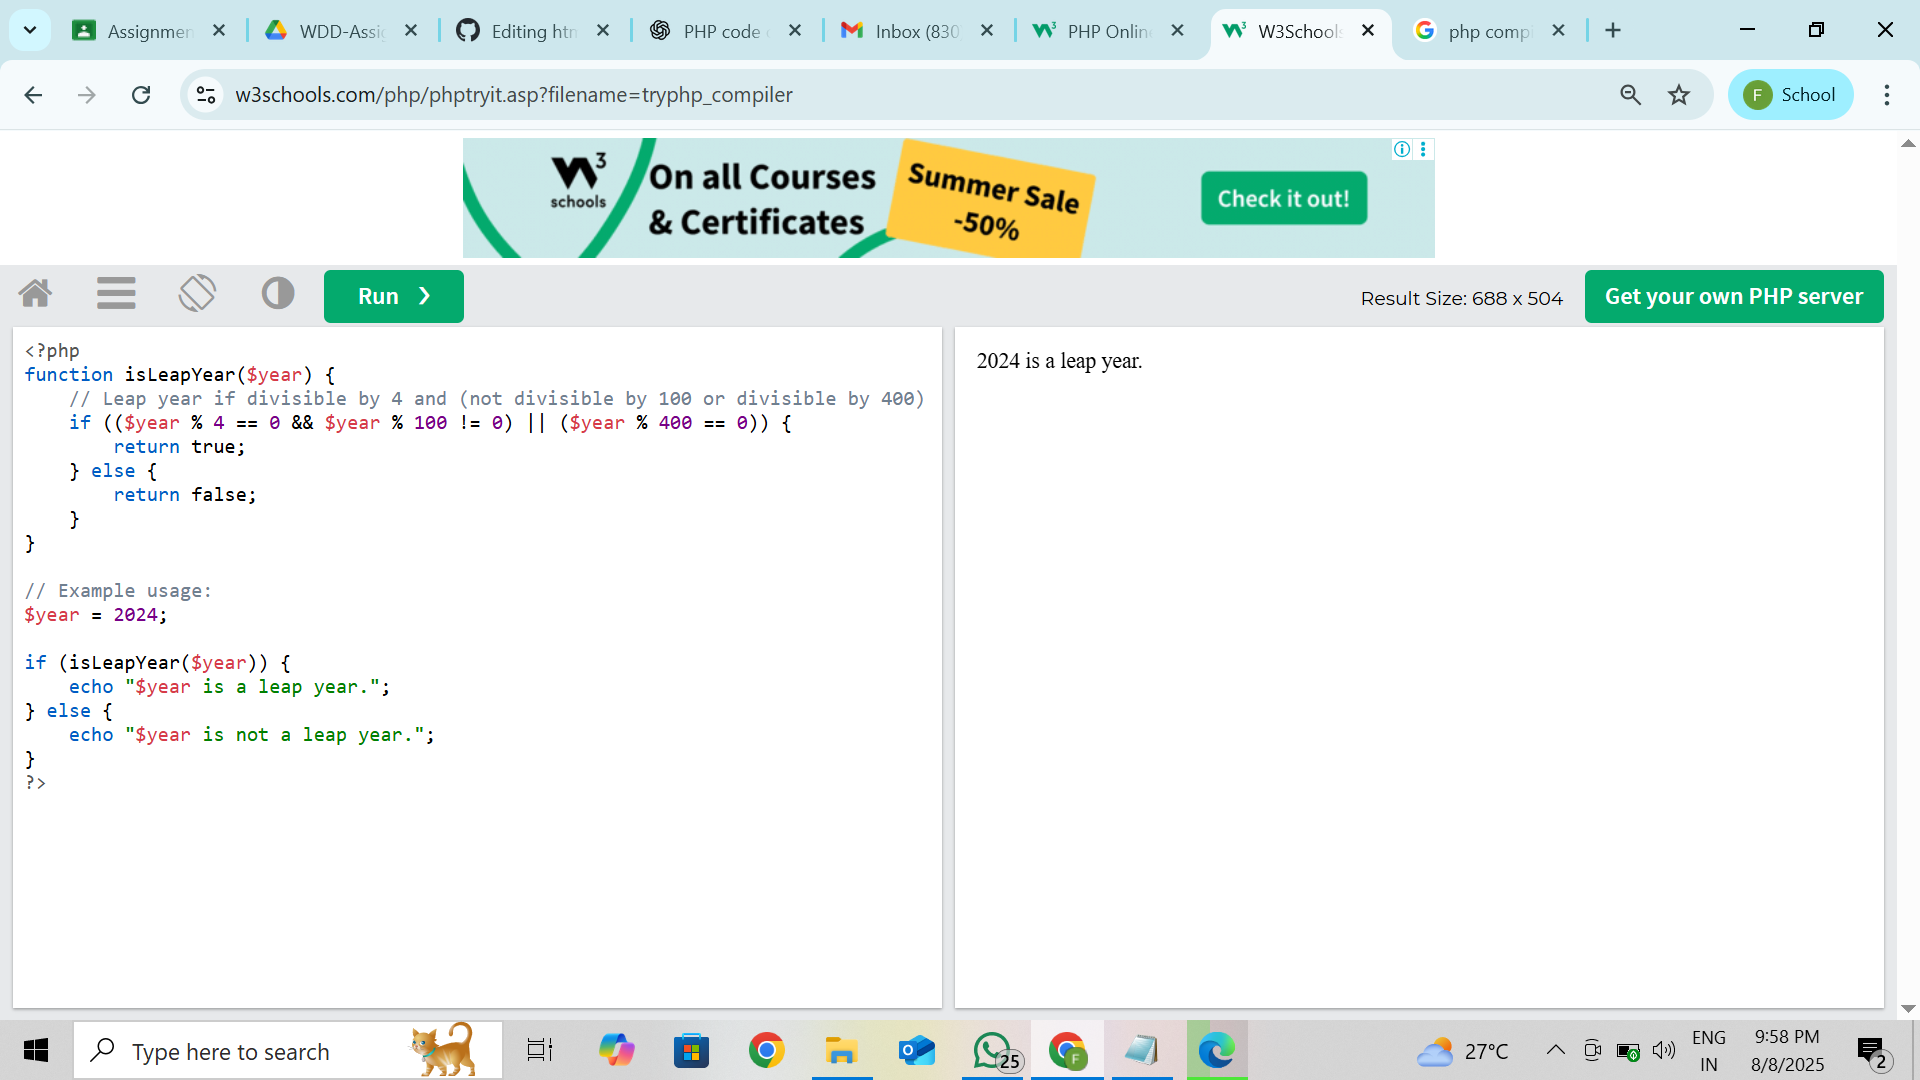 Assignmen
WDD-Assig
Editing htm
PHP code
Inbox (830
PHP Online
W3Schools
php compi
w3schools.com/php/phptryit.asp?filename=tryphp_compiler
F School
W3 schools
On all Courses
& Certificates
Summer Sale
-50%
Check it out!
Run ❯
Result Size: 688 x 504
Get your own PHP server
<?php
function isLeapYear($year) {
    // Leap year if divisible by 4 and (not divisible by 100 or divisible by 400)
    if (($year % 4 == 0 && $year % 100 != 0) || ($year % 400 == 0)) {
        return true;
    } else {
        return false;
    }
}
// Example usage:
$year = 2024;
if (isLeapYear($year)) {
    echo "$year is a leap year.";
} else {
    echo "$year is not a leap year.";
}
?>
2024 is a leap year.
Type here to search
25
F
27°C
ENG
IN
9:58 PM
8/8/2025
2